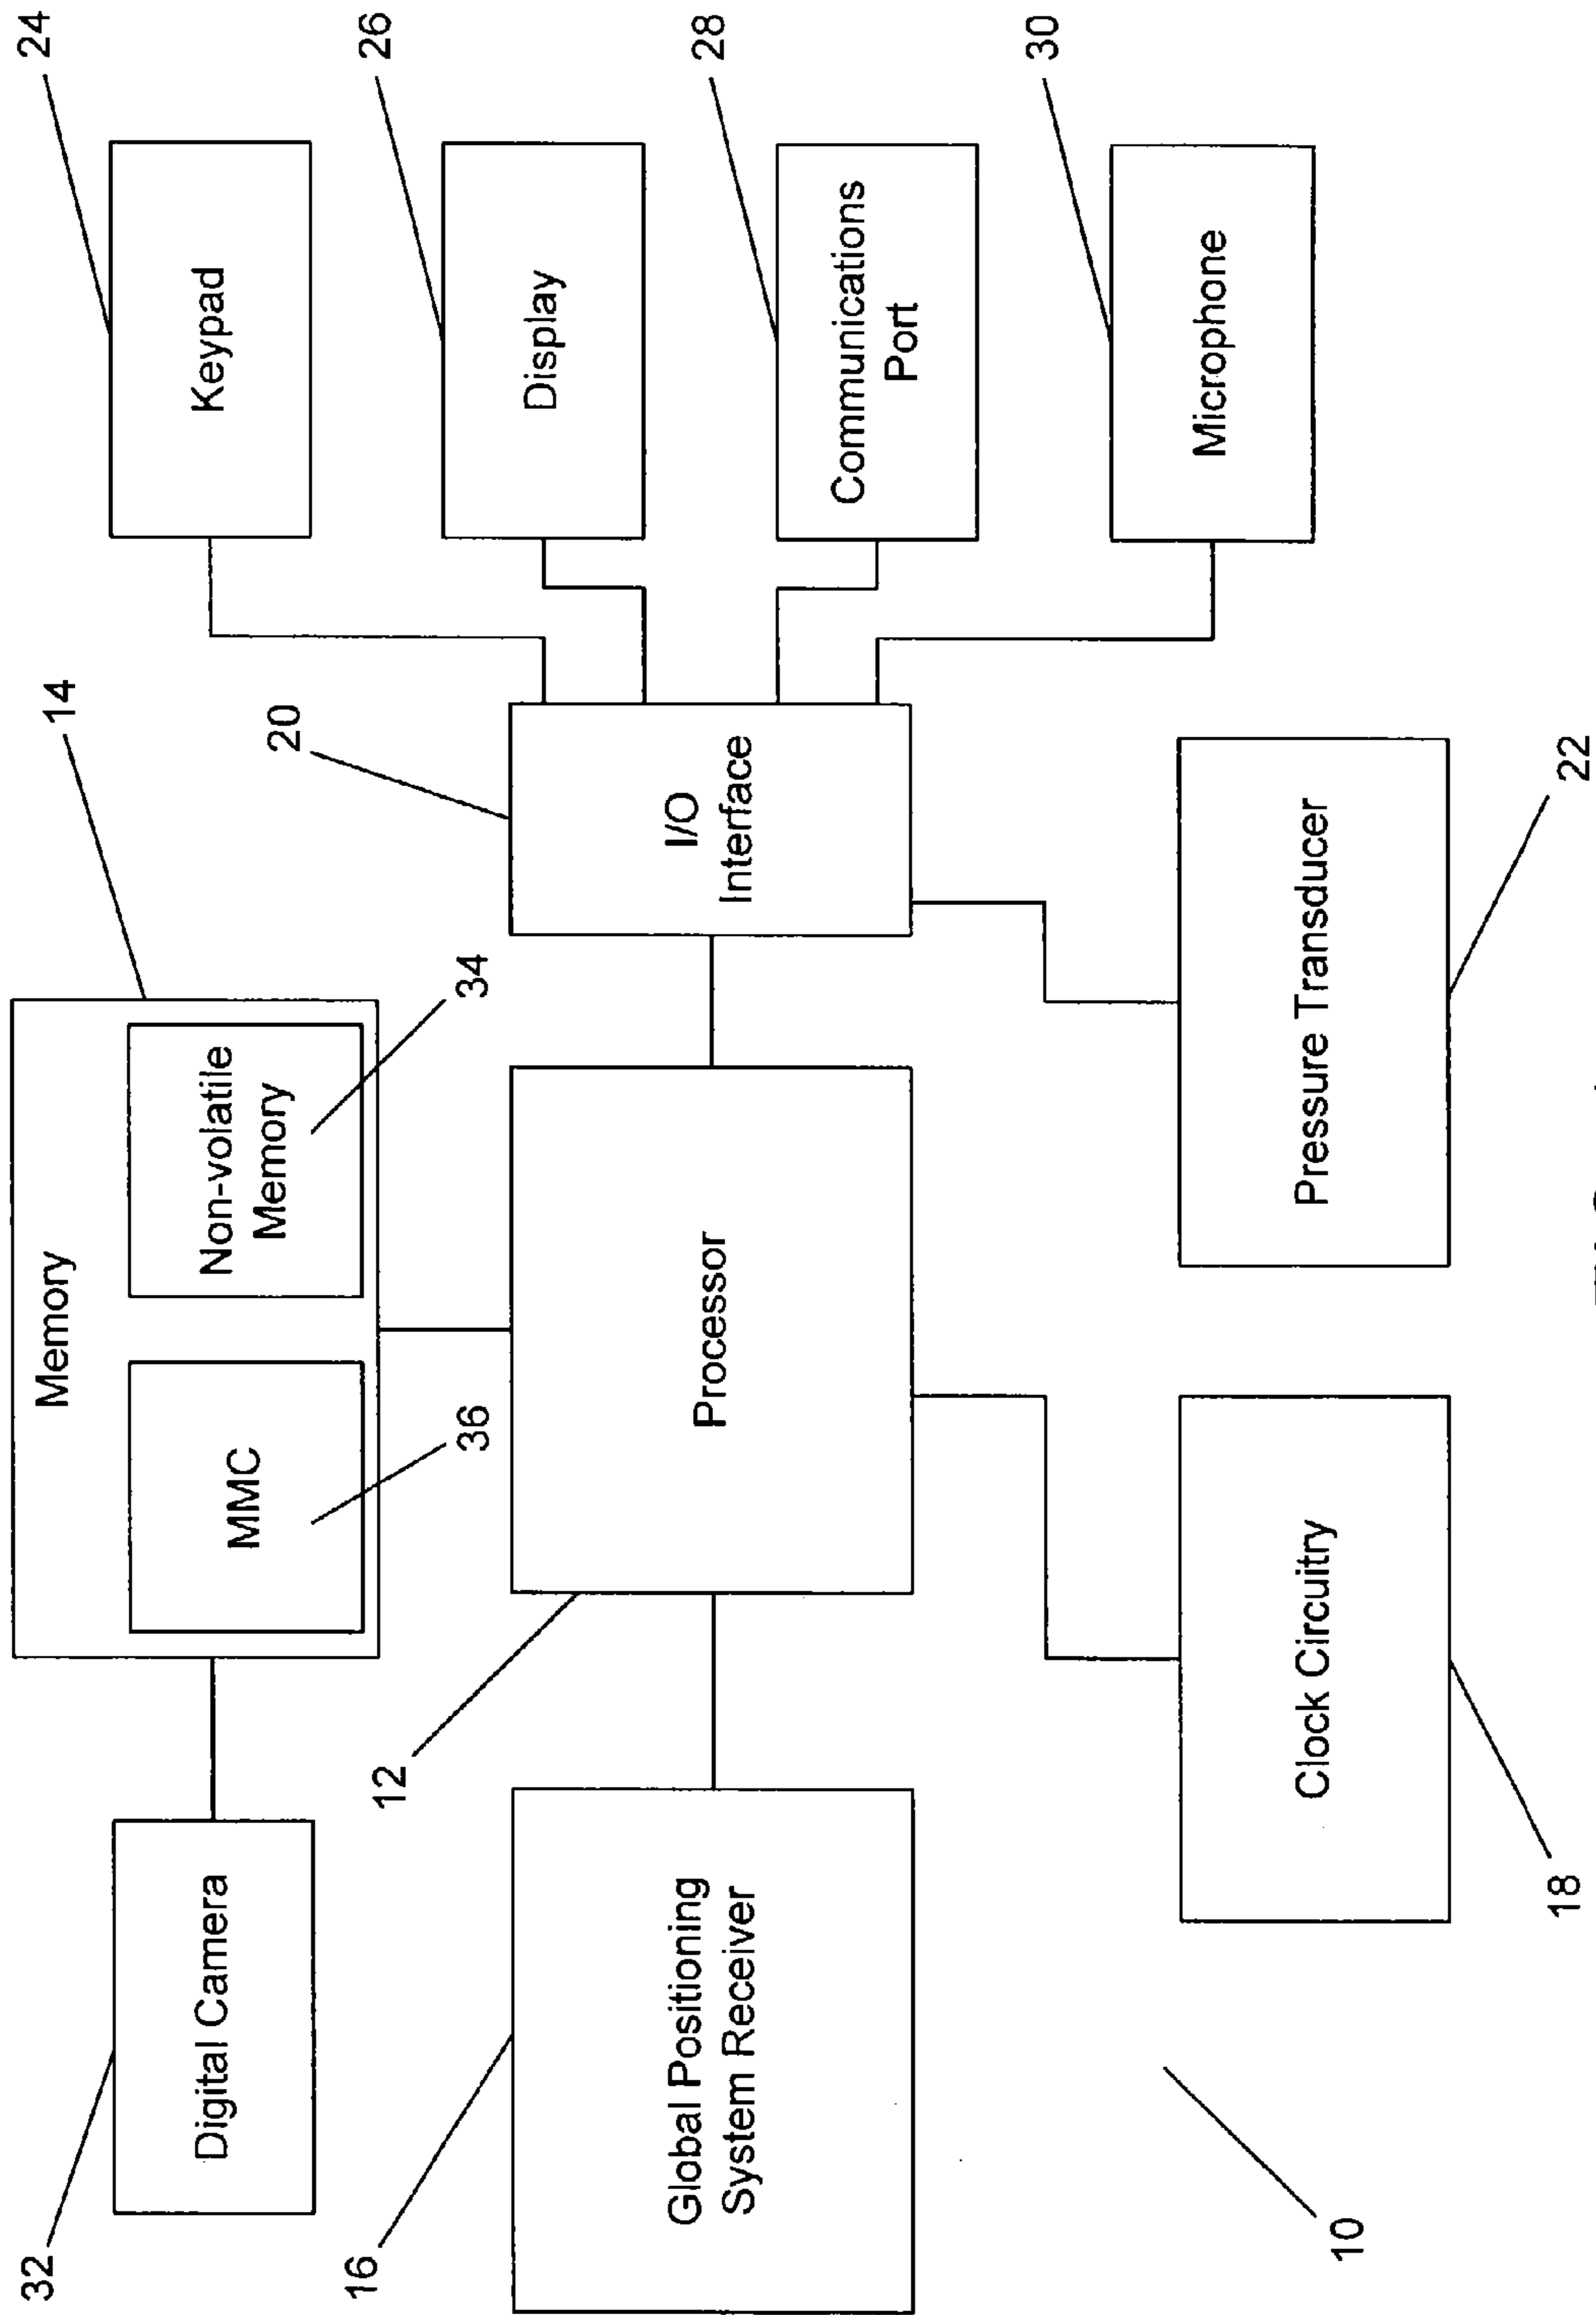 32
24
Memory
14
Digital Camera
MMC
Non-volatile
Memory
Keypad
20
16
12
36
34
26
Display
Global Positioning
System Receiver
Processor
I/O
Interface
28
Communications
Port
30
Microphone
Clock Circuitry
Pressure Transducer
10
18
22